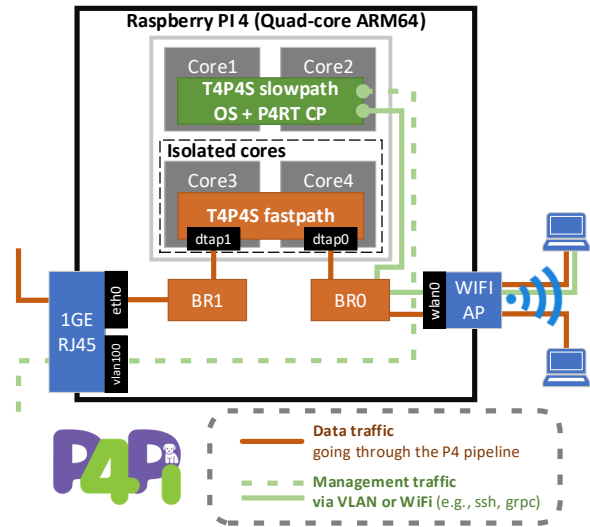 Raspberry PI 4 (Quad-core ARM64)
Core1
Core2
T4P4S slowpath
OS + P4RT CP
Isolated cores
Core3
Core4
T4P4S fastpath
dtap1
dtap0
eth0
BR1
BR0
wlan0
WIFI
AP
1GE
RJ45
vlan100
P4Pi
Data traffic
going through the P4 pipeline
Management traffic
via VLAN or WiFi (e.g., ssh, grpc)